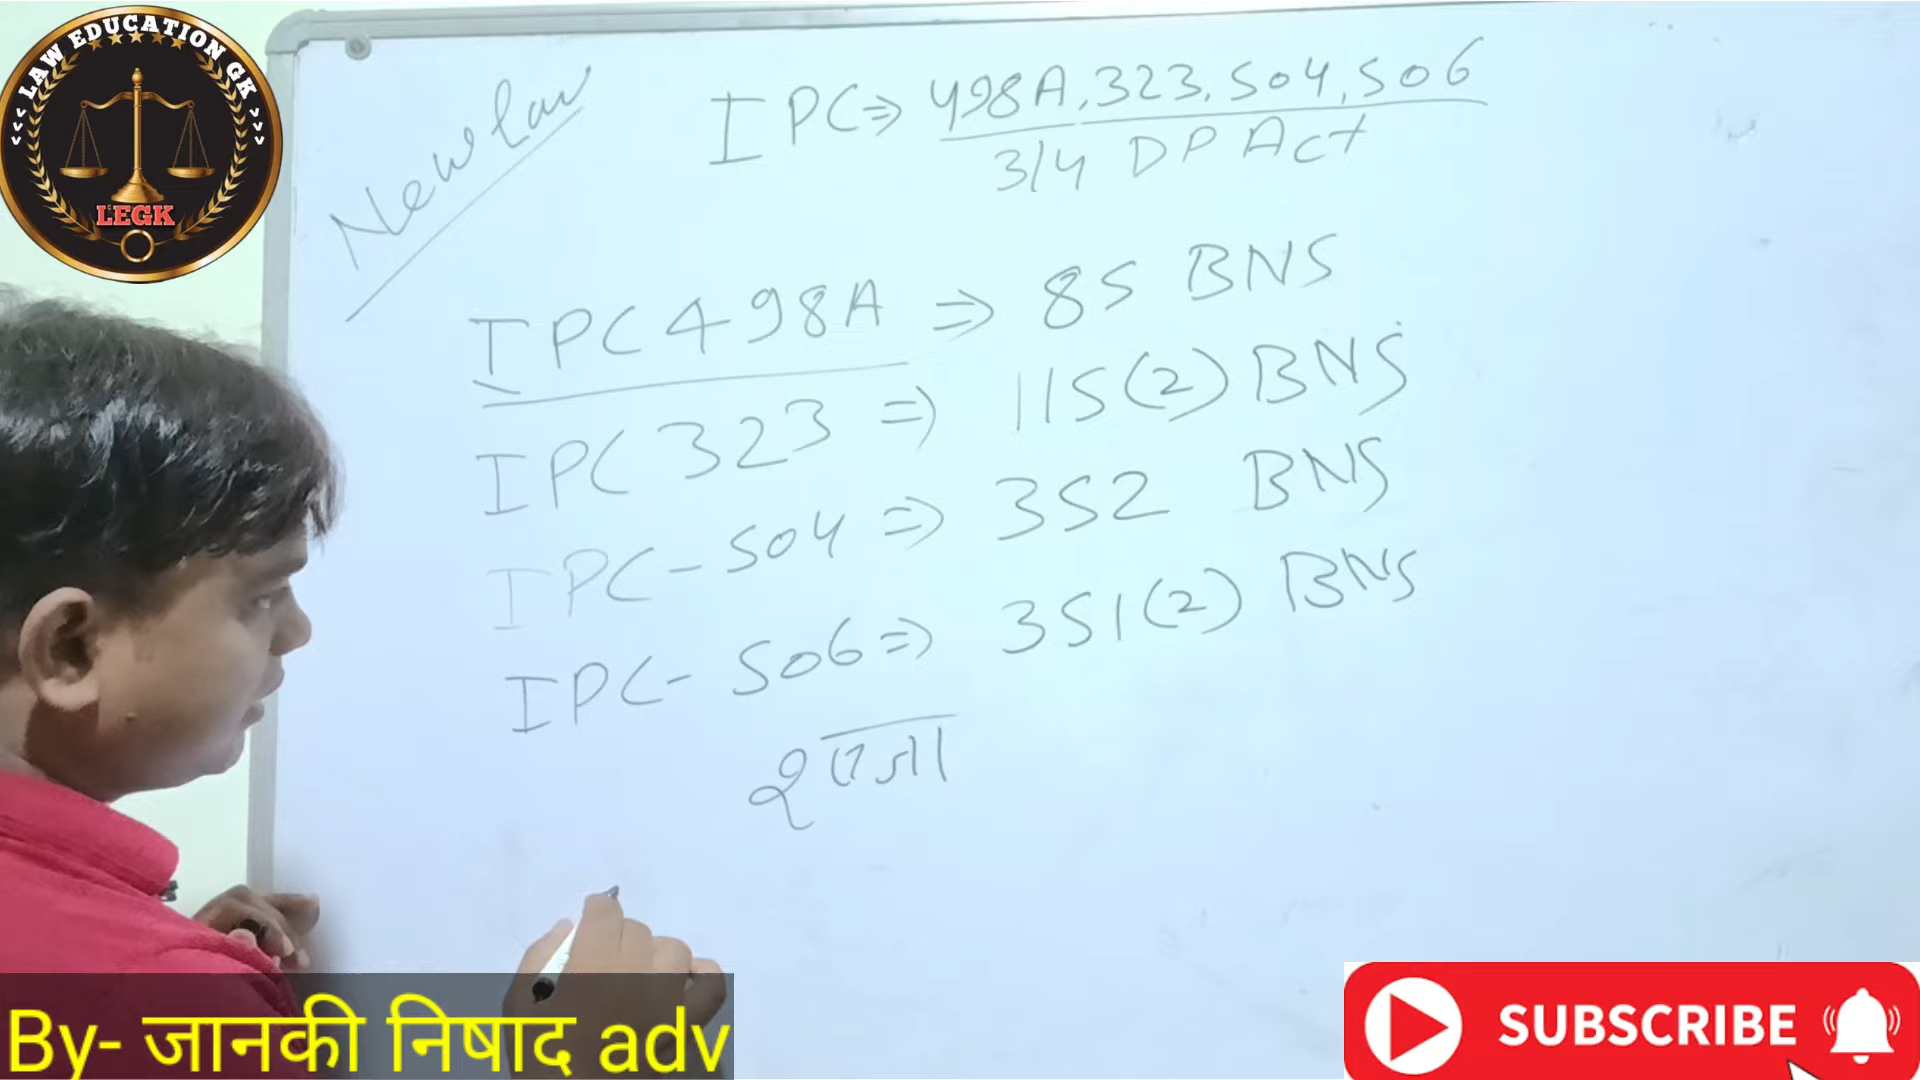 LAW EDUCATION GK
LEGK
New law
IPC⇒ 498A, 323, 504, 506
3/4 DP Act
IPC 498A ⇒ 85 BNS
IPC 323 ⇒ 115(2) BNS
IPC-504 ⇒ 352 BNS
IPC-506 ⇒ 351(2) BNS
By- जानकी निषाद adv
SUBSCRIBE